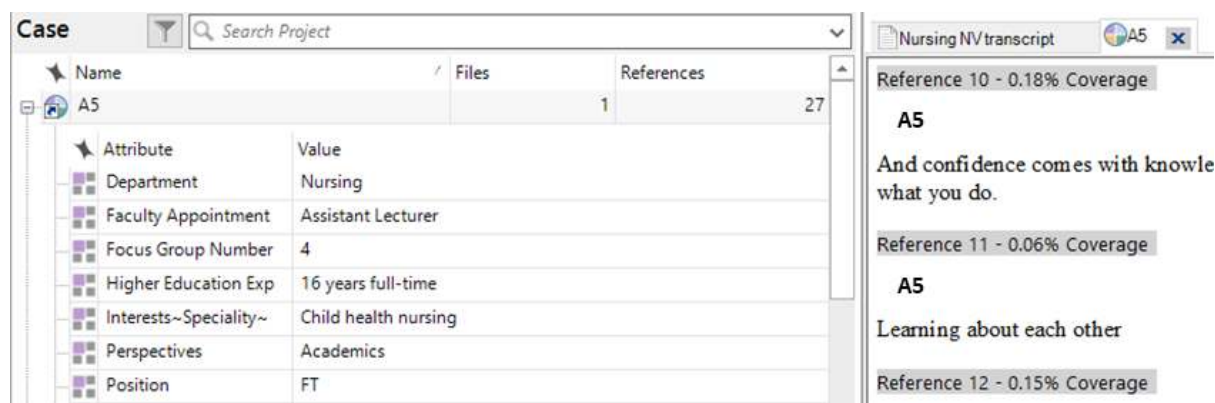 Case
Search Project
Name / Files References
A5 1 27
Attribute Value
Department Nursing
Faculty Appointment Assistant Lecturer
Focus Group Number 4
Higher Education Exp 16 years full-time
Interests~Speciality~ Child health nursing
Perspectives Academics
Position FT
Nursing NV transcript A5 x
Reference 10 - 0.18% Coverage
A5
And confidence comes with knowle
what you do.
Reference 11 - 0.06% Coverage
A5
Learning about each other
Reference 12 - 0.15% Coverage